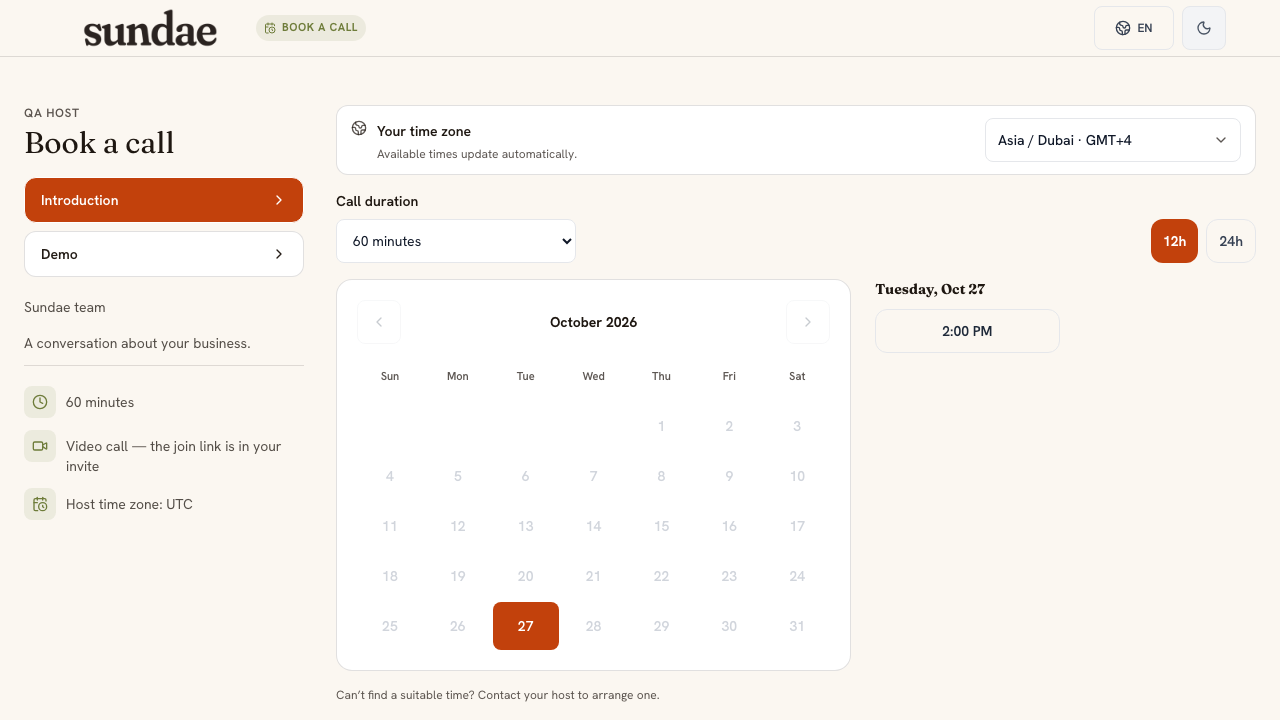 sundae
BOOK A CALL
EN
QA HOST
Book a call
Introduction
Demo
Sundae team
A conversation about your business.
60 minutes
Video call — the join link is in your
invite
Host time zone: UTC
Your time zone
Available times update automatically.
Asia / Dubai · GMT+4
Call duration
60 minutes
12h
24h
October 2026
Sun Mon Tue Wed Thu Fri Sat
1 2 3
4 5 6 7 8 9 10
11 12 13 14 15 16 17
18 19 20 21 22 23 24
25 26 27 28 29 30 31
Tuesday, Oct 27
2:00 PM
Can’t find a suitable time? Contact your host to arrange one.